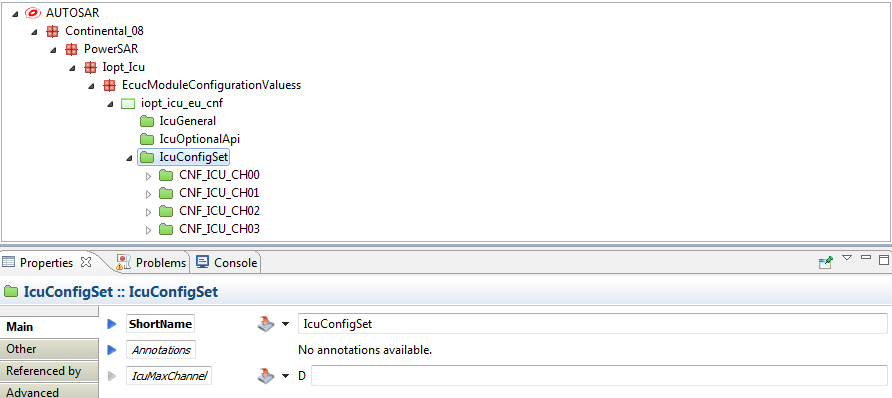 AUTOSAR
Continental_08
PowerSAR
Iopt_Icu
EcucModuleConfigurationValuess
iopt_icu_eu_cnf
IcuGeneral
IcuOptionalApi
IcuConfigSet
CNF_ICU_CH00
CNF_ICU_CH01
CNF_ICU_CH02
CNF_ICU_CH03
Properties Problems Console
IcuConfigSet :: IcuConfigSet
Main ShortName IcuConfigSet
Other Annotations No annotations available.
Referenced by IcuMaxChannel D
Advanced